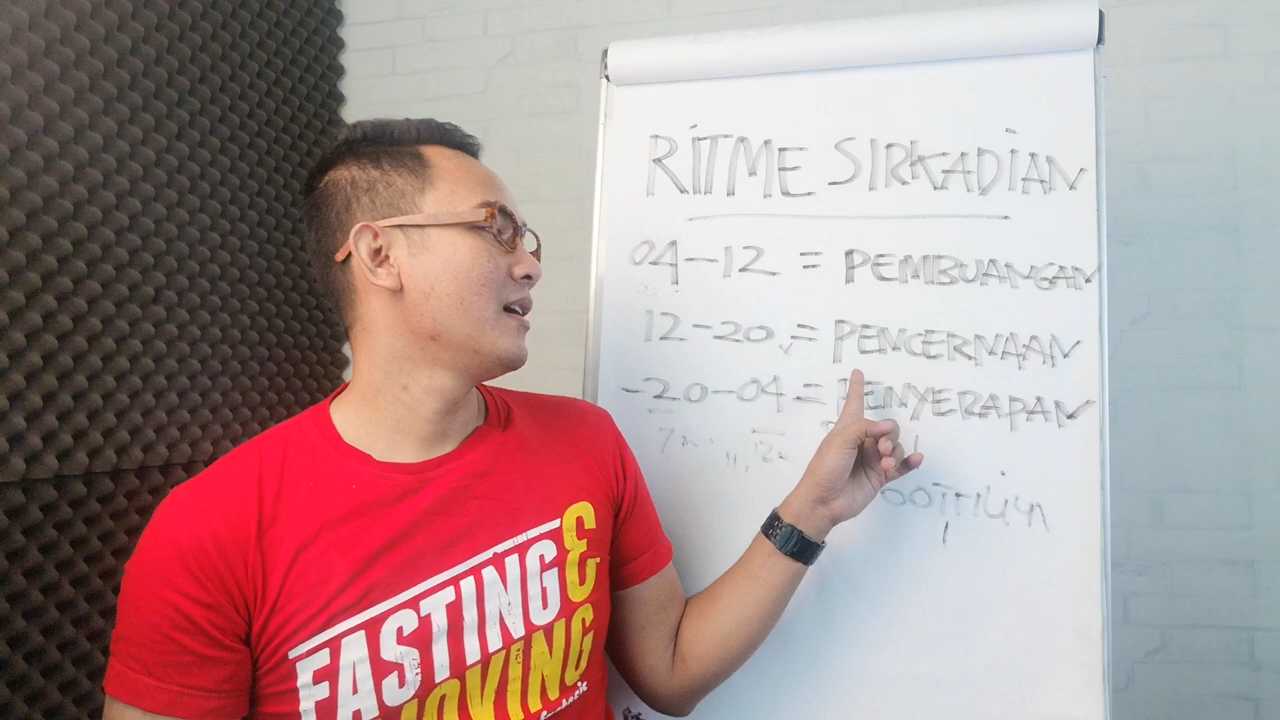 RITME SIRKADIAN
04-12 = PEMBUANGAN
12-20 = PENCERNAAN
-20-04 = PENYERAPAN
FASTING &
MOVING